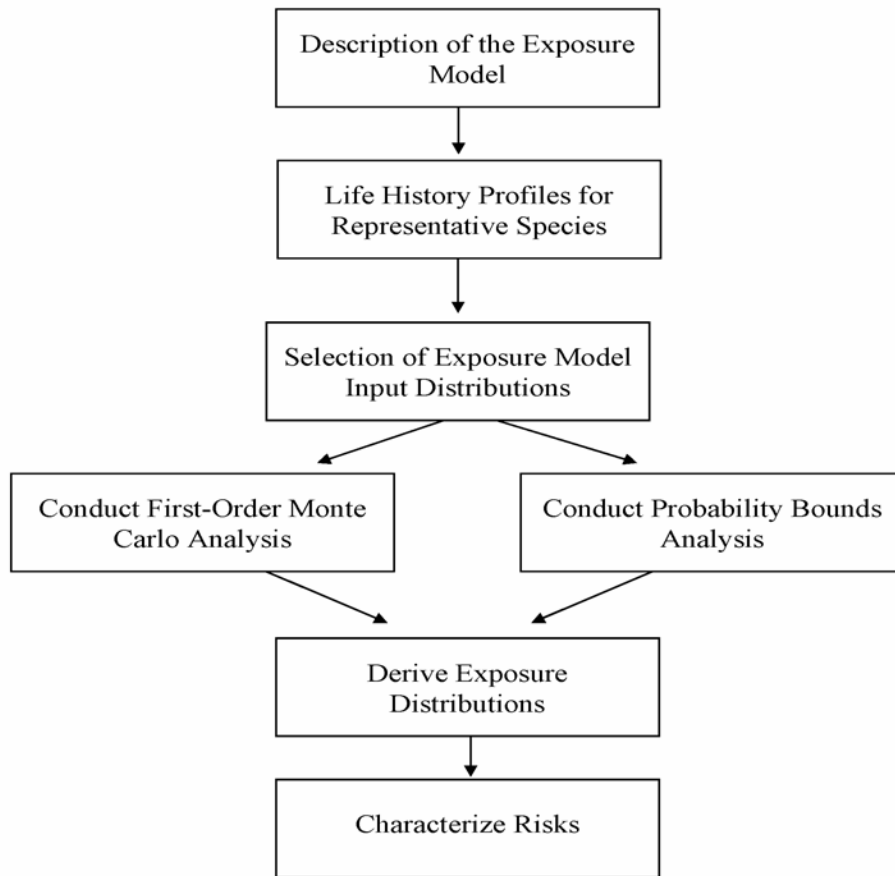 Description of the Exposure
Model
Life History Profiles for
Representative Species
Selection of Exposure Model
Input Distributions
Conduct First-Order Monte
Carlo Analysis
Conduct Probability Bounds
Analysis
Derive Exposure
Distributions
Characterize Risks